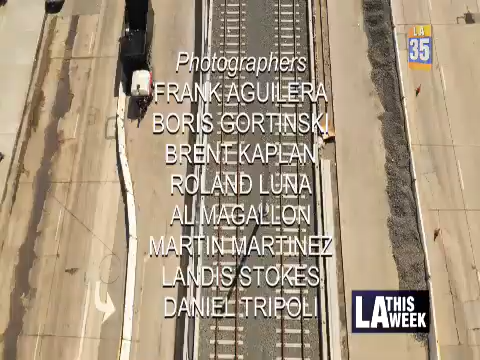 LA
35
Photographers
FRANK AGUILERA
BORIS GORTINSKI
BRENT KAPLAN
ROLAND LUNA
AL MAGALLON
MARTIN MARTINEZ
LANDIS STOKES
DANIEL TRIPOLI
LA THIS
WEEK